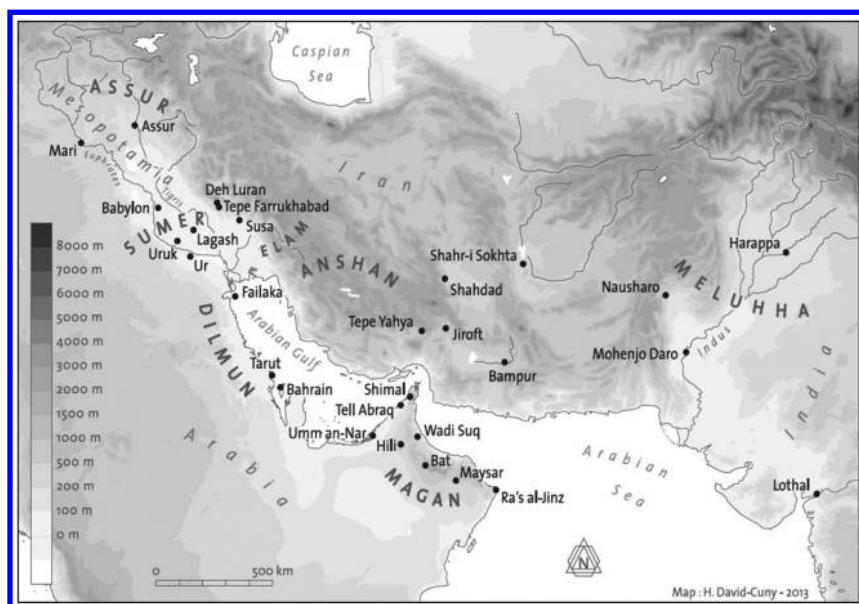 Caspian
Sea
ASSUR
Mesopotamia
Assur
Mari
Euphrates
Tigris
Iran
Deh Luran
Tepe Farrukhabad
Babylon
Susa
SUMER
Lagash
ELAM
Uruk
Ur
ANSHAN
Shahr-i Sokhta
Shahdad
Harappa
Nausharo
MELUHHA
Failaka
DILMUN
Arabian Gulf
Tepe Yahya
Jiroft
Mohenjo Daro
Indus
Bampur
India
Tarut
Bahrain
Shimal
Tell Abraq
Umm an-Nar
Wadi Suq
Hili
Bat
Maysar
MAGAN
Ra's al-Jinz
Arabia
Arabian
Sea
Lothal
8000 m
7000 m
6000 m
5000 m
4000 m
3000 m
2000 m
1500 m
1000 m
500 m
200 m
100 m
0 m
0 500 km
N
Map : H. David-Cuny - 2013